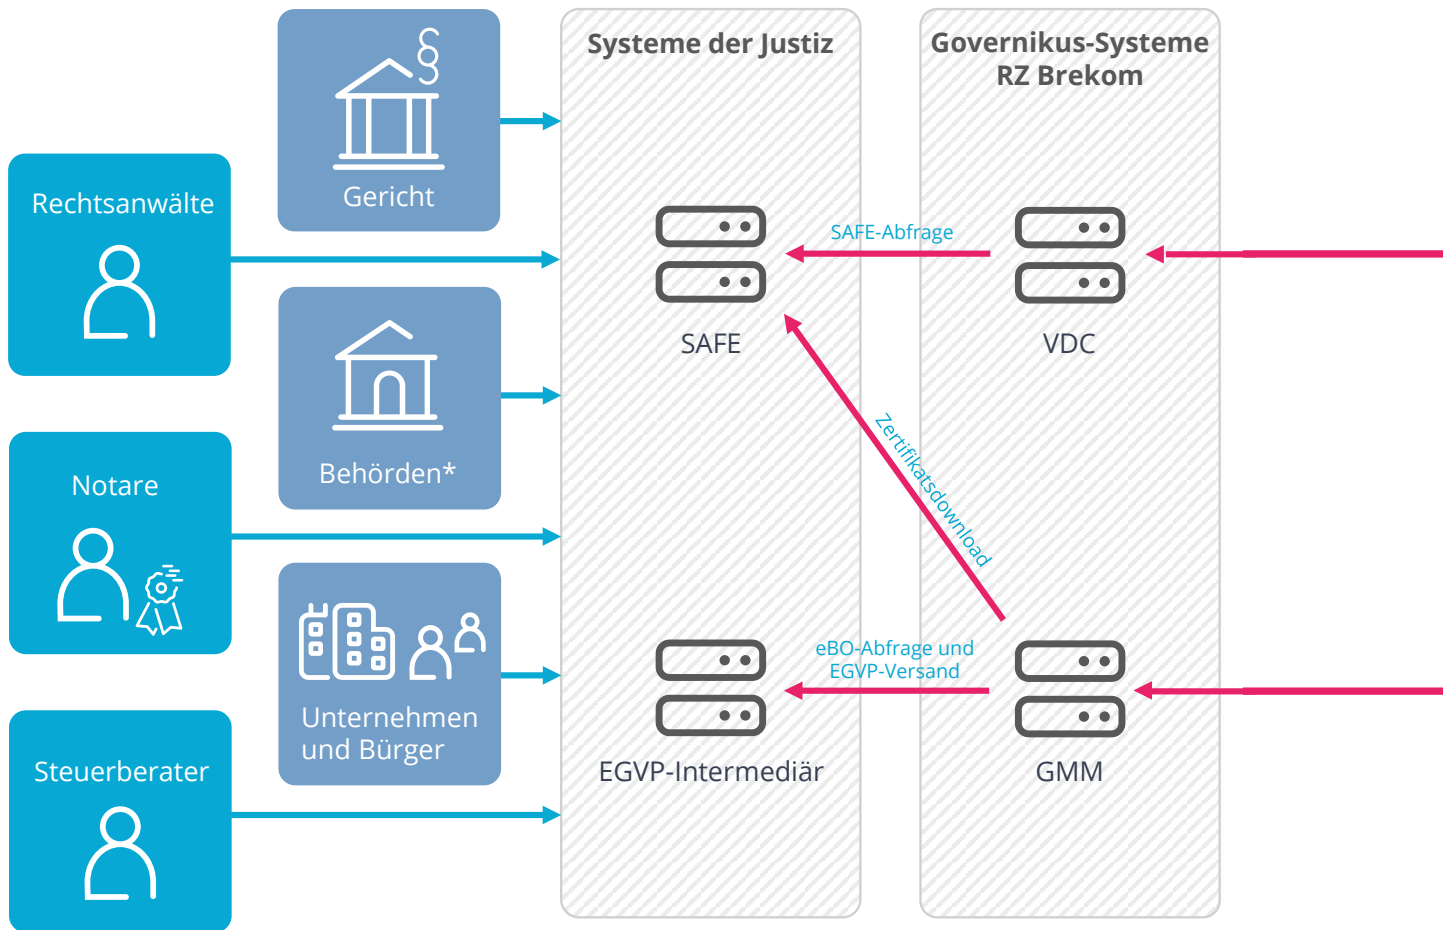 Systeme der Justiz
Governikus-Systeme
RZ Brekom
§
Gericht
Rechtsanwälte
SAFE-Abfrage
SAFE
VDC
Behörden*
Zertifikatsdownload
Notare
eBO-Abfrage und
EGVP-Versand
Unternehmen
und Bürger
EGVP-Intermediär
GMM
Steuerberater